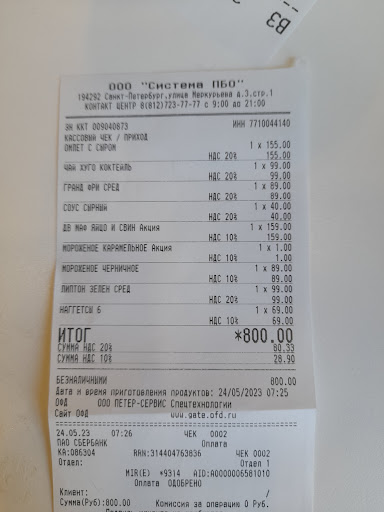 ВЗ
ООО "Система ПБО"
194292 Санкт-Петербург,улица Меркурьева д.3,стр.1
КОНТАКТ ЦЕНТР 8(812)723-77-77 с 9:00 до 21:00
ЗН ККТ 009040673 ИНН 7710044140
КАССОВЫЙ ЧЕК / ПРИХОД
ОМЛЕТ С СЫРОМ 1 x 155.00
НДС 20% 155.00
ЧАЙ ХУГО КОКТЕЙЛЬ 1 x 99.00
НДС 20% 99.00
ГРАНД ФРИ СРЕД 1 x 89.00
НДС 20% 89.00
СОУС СЫРНЫЙ 1 x 40.00
НДС 20% 40.00
ДВ МАФ ЯЙЦО И СВИН Акция 1 x 159.00
НДС 10% 159.00
МОРОЖЕНОЕ КАРАМЕЛЬНОЕ Акция 1 x 1.00
НДС 10% 1.00
МОРОЖЕНОЕ ЧЕРНИЧНОЕ 1 x 89.00
НДС 10% 89.00
ЛИПТОН ЗЕЛЕН СРЕД 1 x 99.00
НДС 20% 99.00
НАГГЕТСЫ 6 1 x 69.00
НДС 10% 69.00
ИТОГ *800.00
СУММА НДС 20% 80.33
СУММА НДС 10% 28.90
БЕЗНАЛИЧНЫМИ 800.00
Дата и время приготовления продуктов: 24/05/2023 07:25
ОФД ООО ПЕТЕР-СЕРВИС Спецтехнологии
Сайт ОФД www.gate.ofd.ru
24.05.23 07:26 ЧЕК 0002
ПАО СБЕРБАНК Оплата
КА:086304 RRN:314404763836 ЧЕК 0002
Отдел: Отдел 1
MIR(E) *9314 AID:A0000006581010
Оплата ОДОБРЕНО
Клиент: /
Сумма(Руб):800.00 Комиссия за операцию 0 Руб.